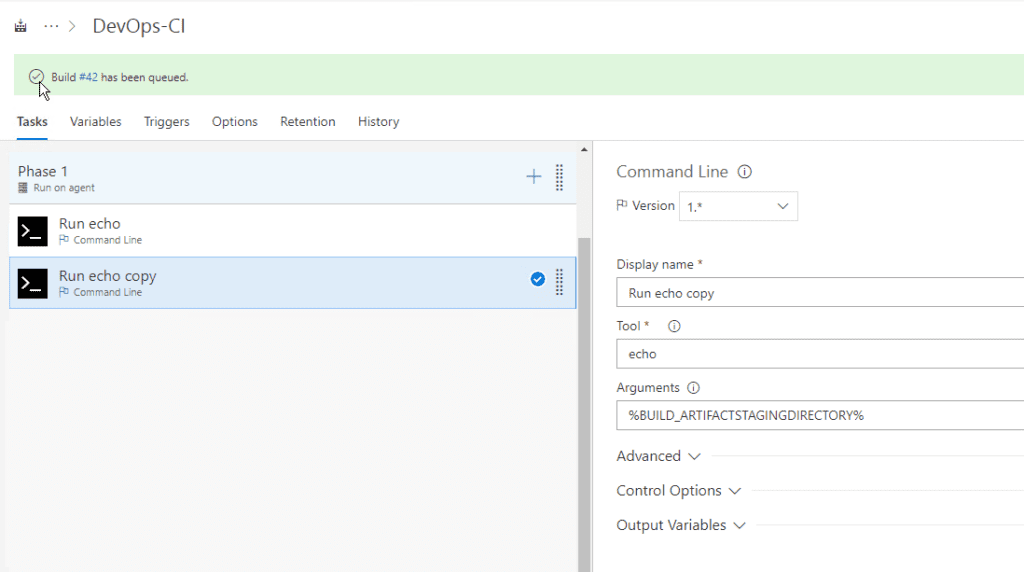 ··· > DevOps-CI
Build #42 has been queued.
Tasks Variables Triggers Options Retention History
Phase 1
Run on agent
Run echo
Command Line
Run echo copy
Command Line
Command Line
Version 1.*
Display name *
Run echo copy
Tool *
echo
Arguments
%BUILD_ARTIFACTSTAGINGDIRECTORY%
Advanced
Control Options
Output Variables